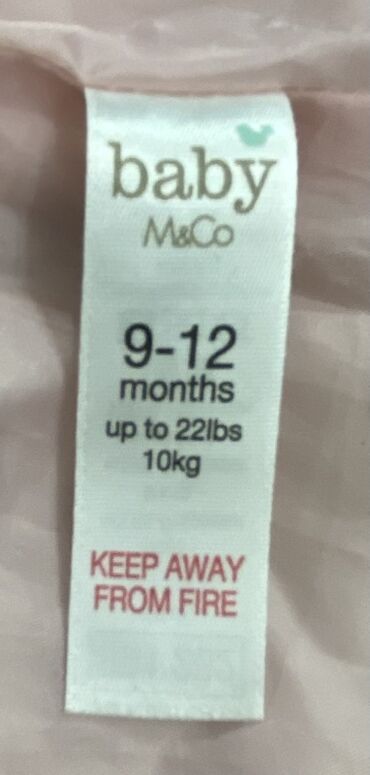 baby
M&Co
9-12
months
up to 22lbs
10kg
KEEP AWAY
FROM FIRE